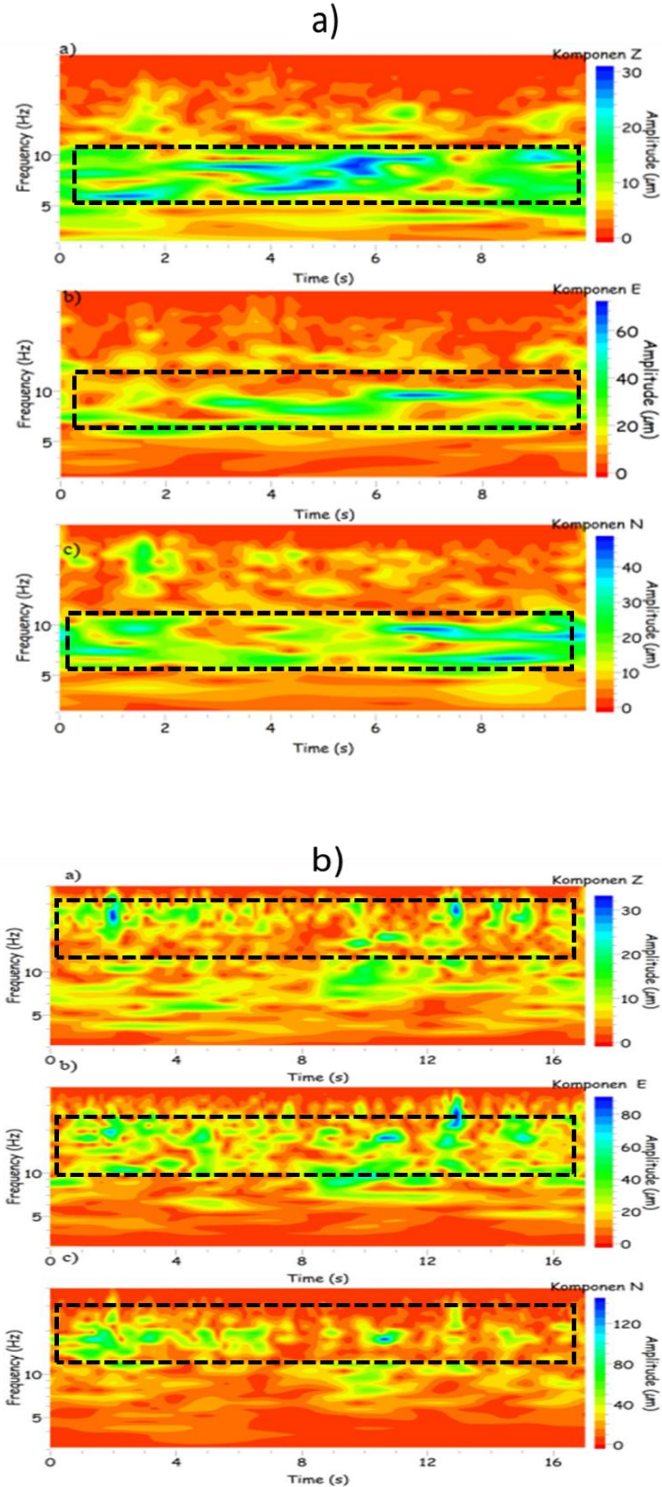 a)
a)
Komponen Z
Frequency (Hz)
10
5
0
2
4
6
8
Time (s)
30
20
10
0
Amplitude (μm)
b)
Komponen E
Frequency (Hz)
10
5
0
2
4
6
8
Time (s)
60
40
20
0
Amplitude (μm)
c)
Komponen N
Frequency (Hz)
10
5
0
2
4
6
8
Time (s)
40
30
20
10
0
Amplitude (μm)
b)
a)
Komponen Z
Frequency (Hz)
10
5
0
4
8
12
16
Time (s)
30
20
10
0
Amplitude (μm)
b)
Komponen E
Frequency (Hz)
10
5
0
4
8
12
16
Time (s)
80
60
40
20
0
Amplitude (μm)
c)
Komponen N
Frequency (Hz)
10
5
0
4
8
12
16
Time (s)
120
80
40
0
Amplitude (μm)